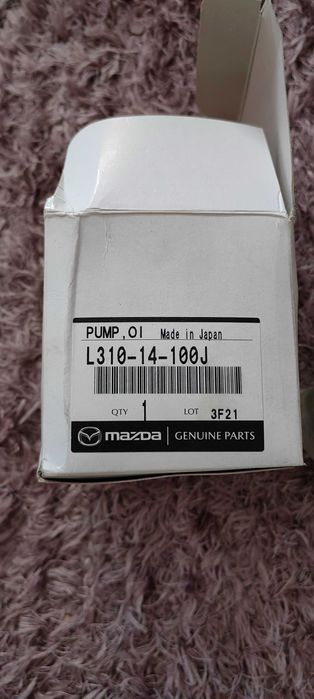 PUMP,OI Made in Japan
L310-14-100J
QTY 1 LOT 3F21
mazda GENUINE PARTS